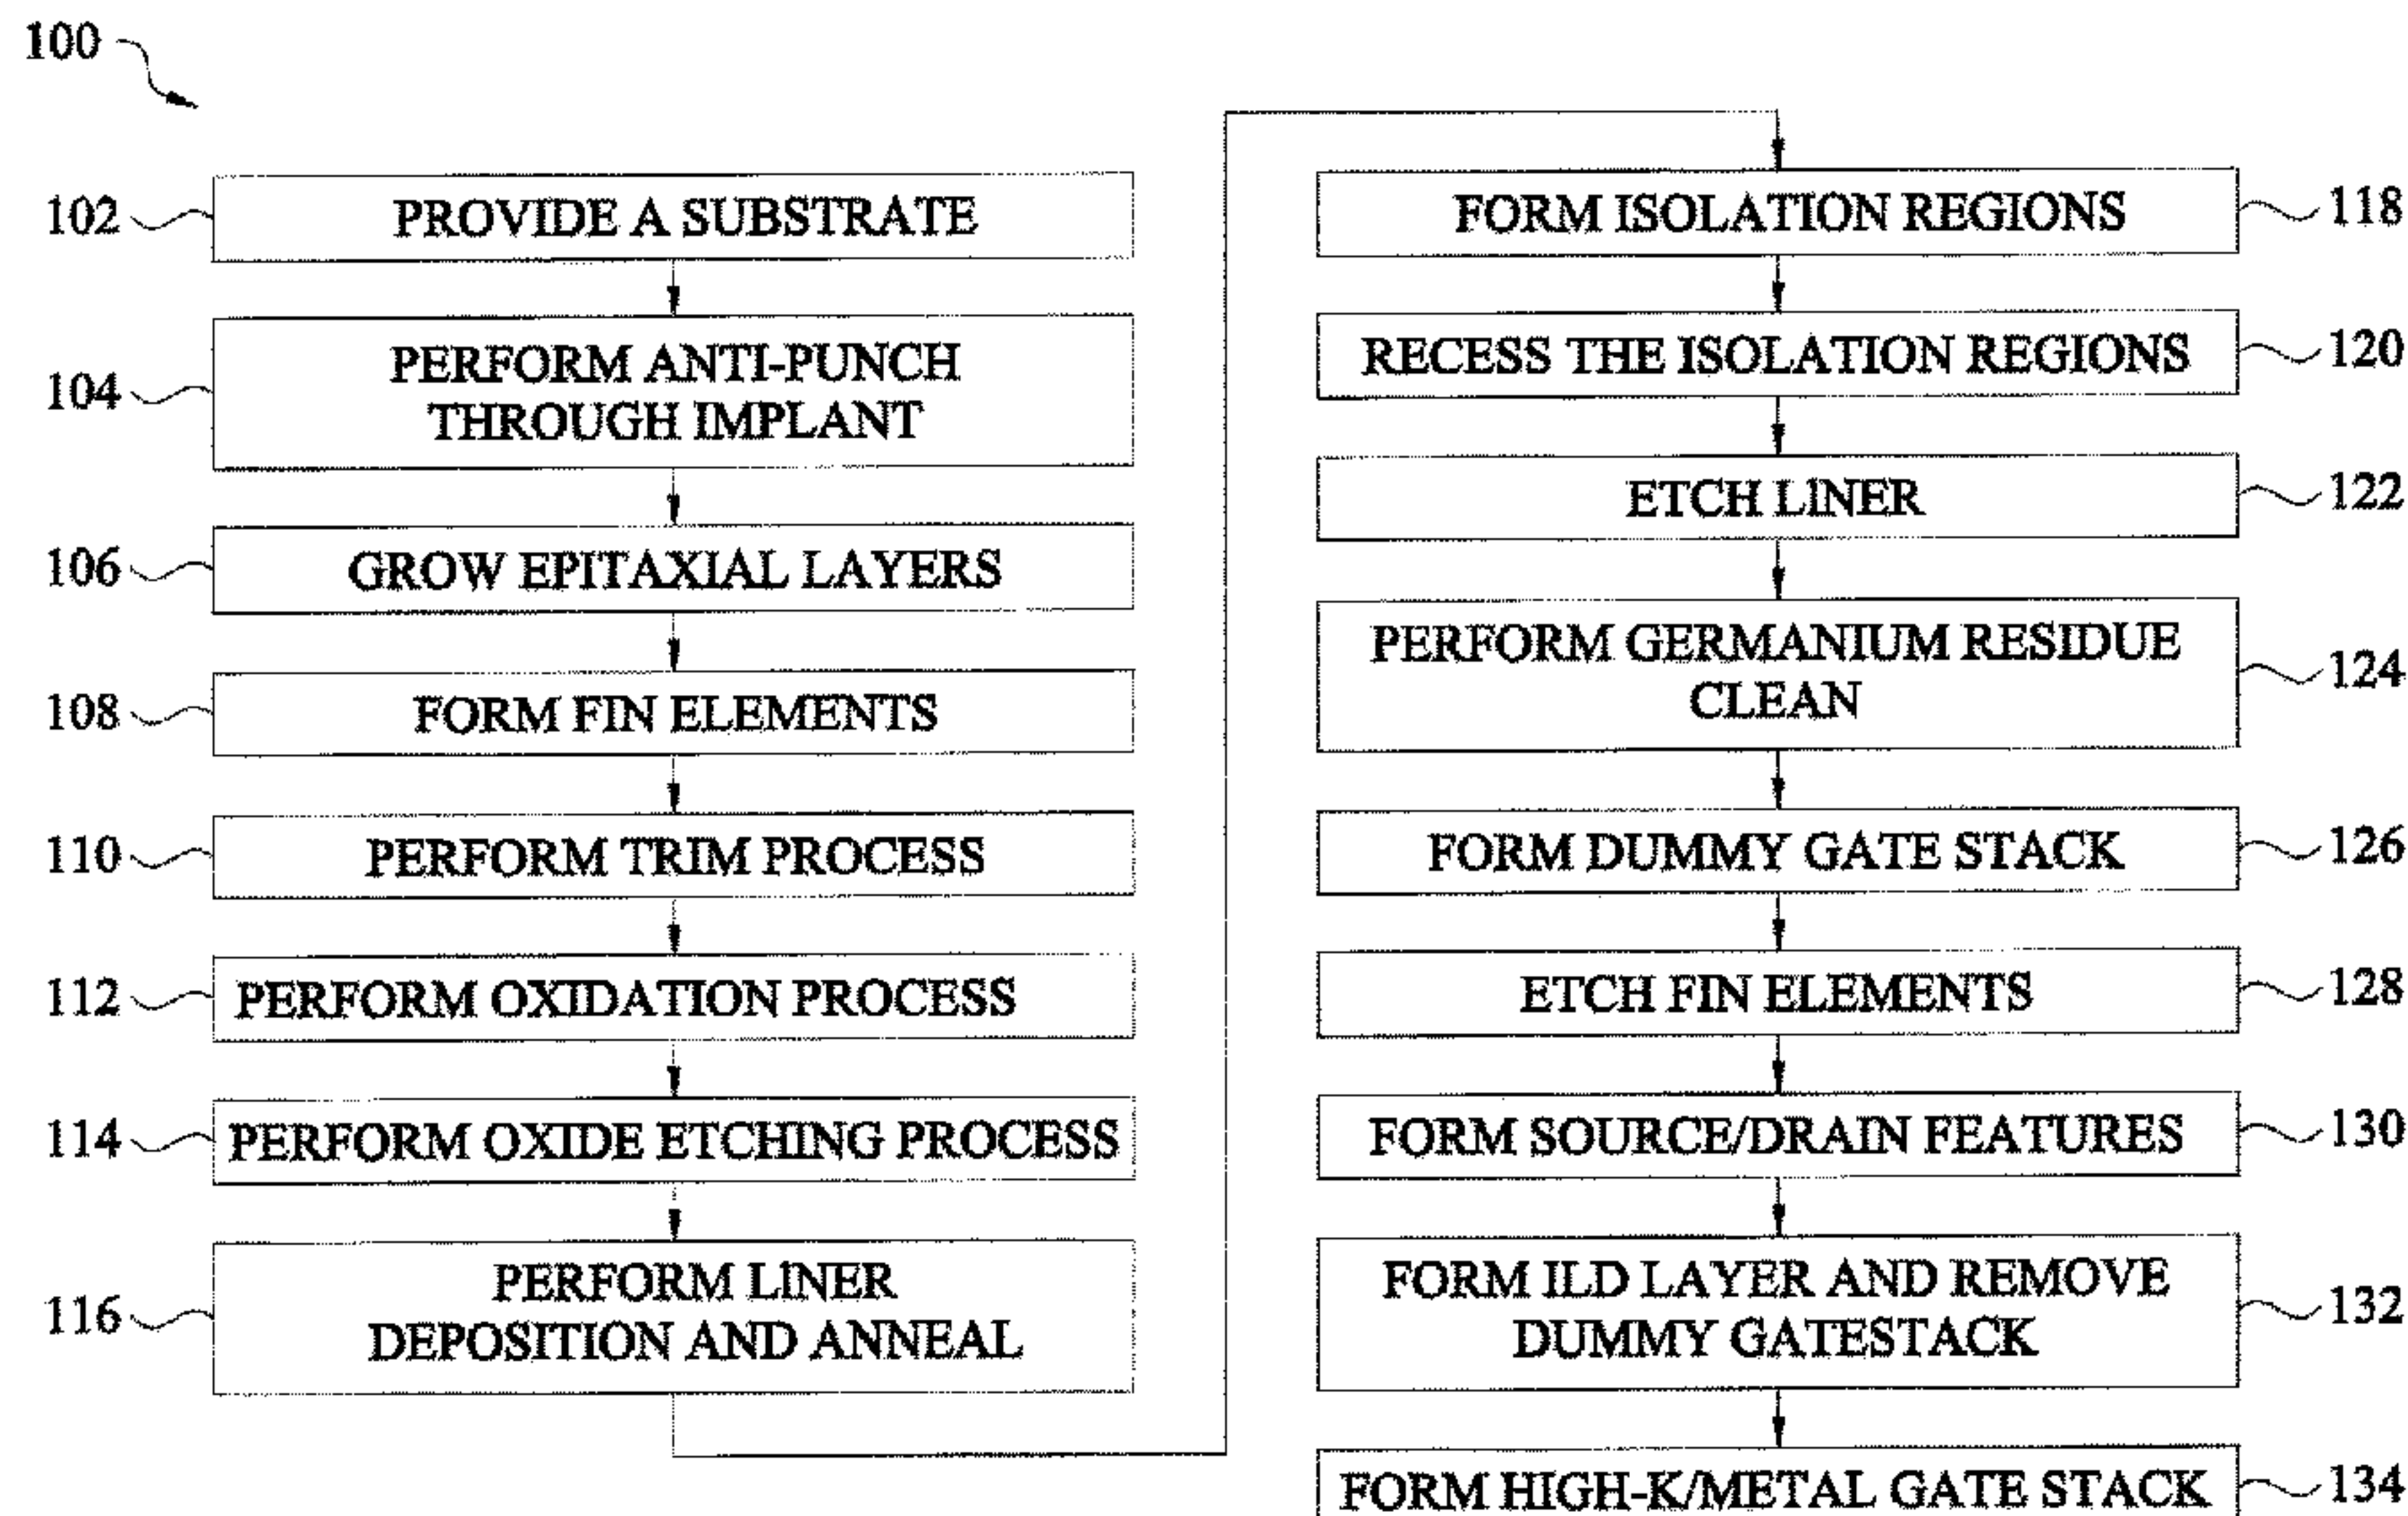 100
102 PROVIDE A SUBSTRATE
104 PERFORM ANTI-PUNCH
THROUGH IMPLANT
106 GROW EPITAXIAL LAYERS
108 FORM FIN ELEMENTS
110 PERFORM TRIM PROCESS
112 PERFORM OXIDATION PROCESS
114 PERFORM OXIDE ETCHING PROCESS
116 PERFORM LINER
DEPOSITION AND ANNEAL
FORM ISOLATION REGIONS 118
RECESS THE ISOLATION REGIONS 120
ETCH LINER 122
PERFORM GERMANIUM RESIDUE
CLEAN 124
FORM DUMMY GATE STACK 126
ETCH FIN ELEMENTS 128
FORM SOURCE/DRAIN FEATURES 130
FORM ILD LAYER AND REMOVE
DUMMY GATESTACK 132
FORM HIGH-K/METAL GATE STACK 134